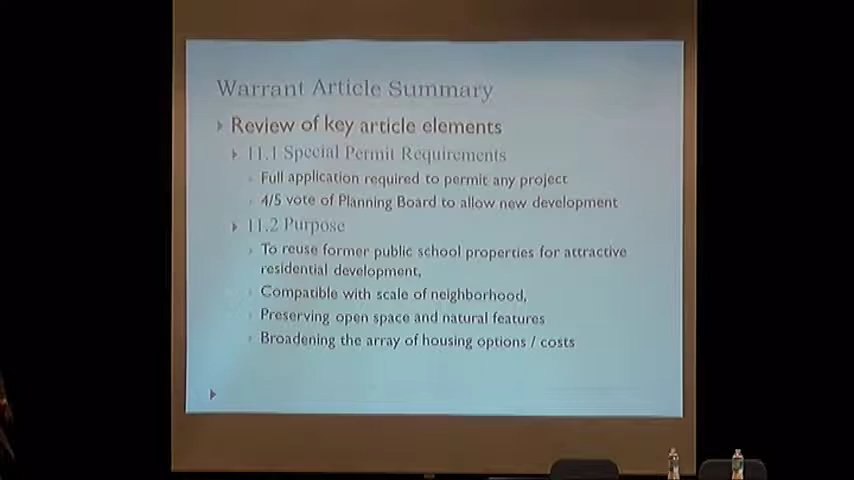 Warrant Article Summary
Review of key article elements
11.1 Special Permit Requirements
Full application required to permit any project
4/5 vote of Planning Board to allow new development
11.2 Purpose
To reuse former public school properties for attractive
residential development,
Compatible with scale of neighborhood,
Preserving open space and natural features
Broadening the array of housing options / costs